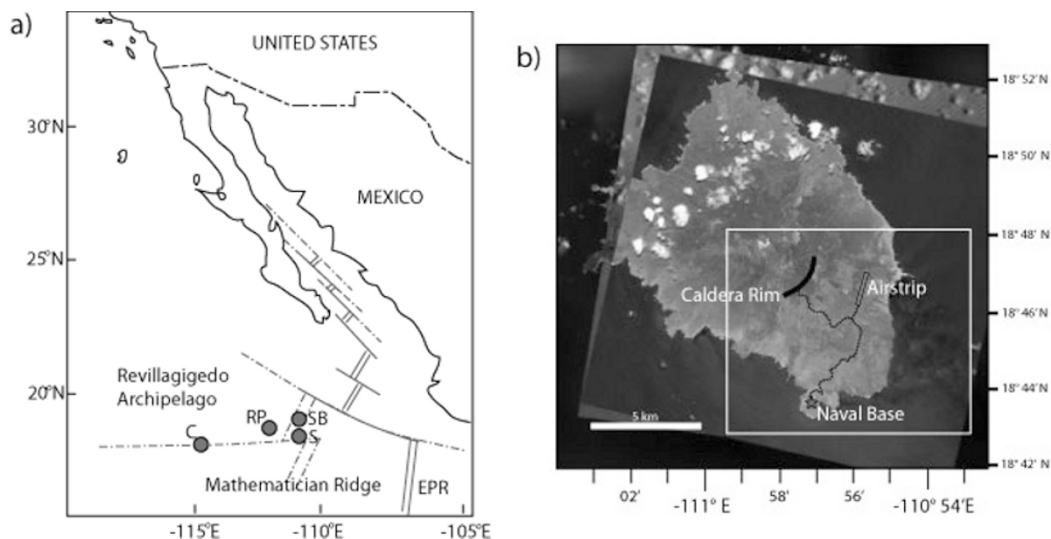 a)
UNITED STATES
30°N
MEXICO
25°N
Revillagigedo
Archipelago
20°N
RP
SB
C
S
Mathematician Ridge
EPR
-115°E
-110°E
-105°E
b)
18° 52' N
18° 50' N
18° 48' N
Caldera Rim
Airstrip
18° 46' N
18° 44' N
Naval Base
5 km
18° 42' N
02'
-111° E
58'
56'
-110° 54' E